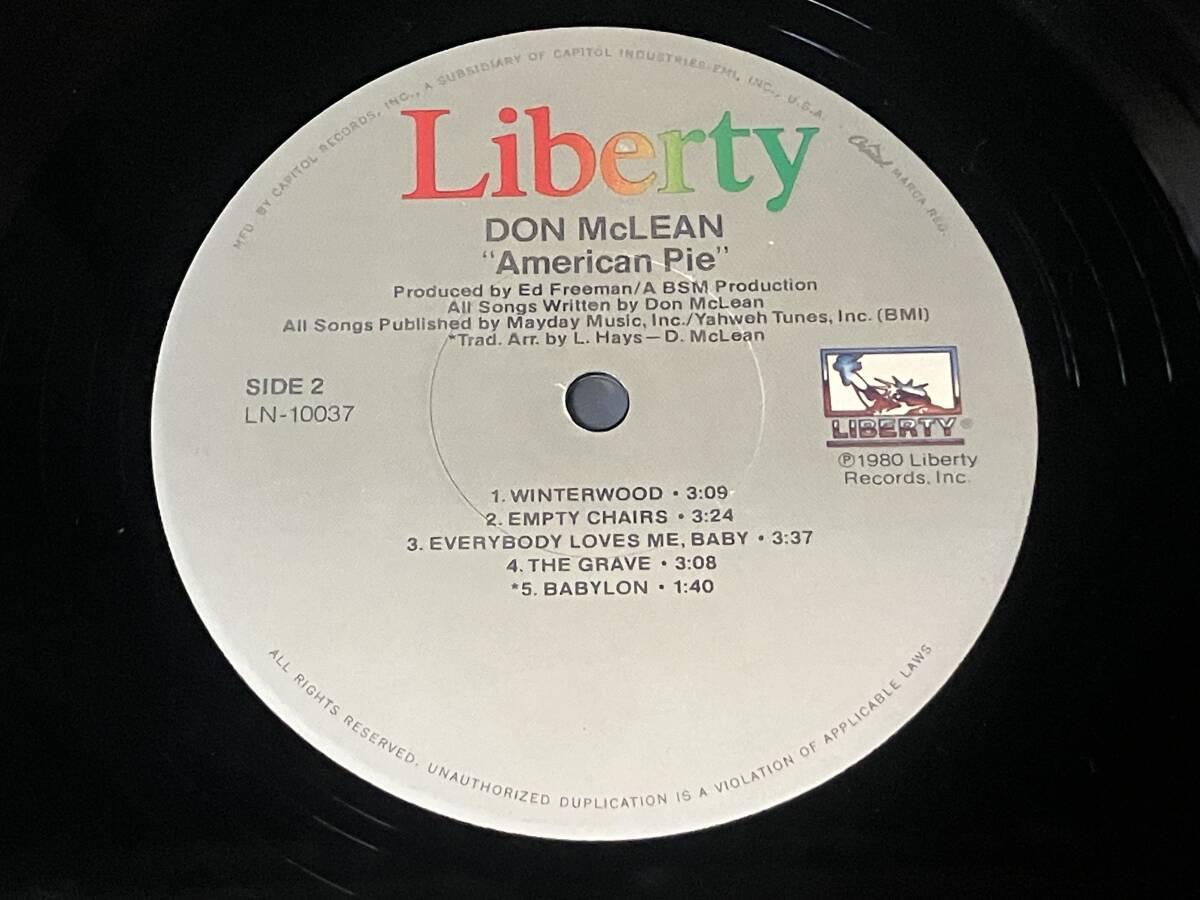 MFD. BY CAPITOL RECORDS, INC., A SUBSIDIARY OF CAPITOL INDUSTRIES-EMI, INC., U.S.A. · Capitol MARCA REG.
Liberty
DON McLEAN
"American Pie"
Produced by Ed Freeman/A BSM Production
All Songs Written by Don McLean
All Songs Published by Mayday Music, Inc./Yahweh Tunes, Inc. (BMI)
*Trad. Arr. by L. Hays—D. McLean
SIDE 2
LN-10037
LIBERTY®
℗1980 Liberty
Records, Inc.
1. WINTERWOOD • 3:09
2. EMPTY CHAIRS • 3:24
3. EVERYBODY LOVES ME, BABY • 3:37
4. THE GRAVE • 3:08
*5. BABYLON • 1:40
ALL RIGHTS RESERVED. UNAUTHORIZED DUPLICATION IS A VIOLATION OF APPLICABLE LAWS